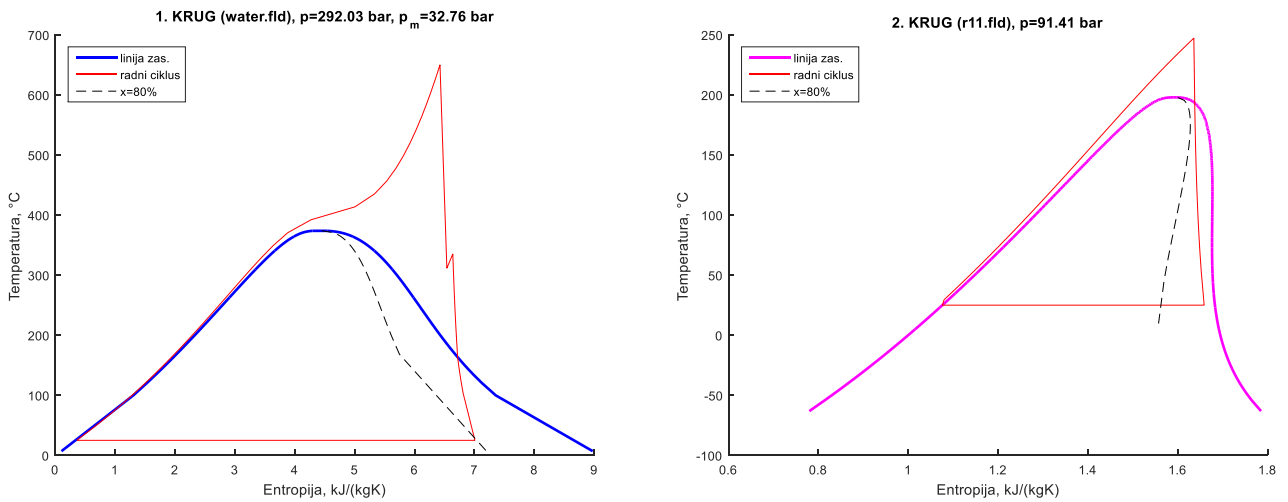 1. KRUG (water.fld), p=292.03 bar, p_m=32.76 bar
700
600
500
400
300
200
100
0
Temperatura, °C
linija zas.
radni ciklus
x=80%
0 1 2 3 4 5 6 7 8 9
Entropija, kJ/(kgK)
2. KRUG (r11.fld), p=91.41 bar
250
200
150
100
50
0
-50
-100
Temperatura, °C
linija zas.
radni ciklus
x=80%
0.6 0.8 1 1.2 1.4 1.6 1.8
Entropija, kJ/(kgK)